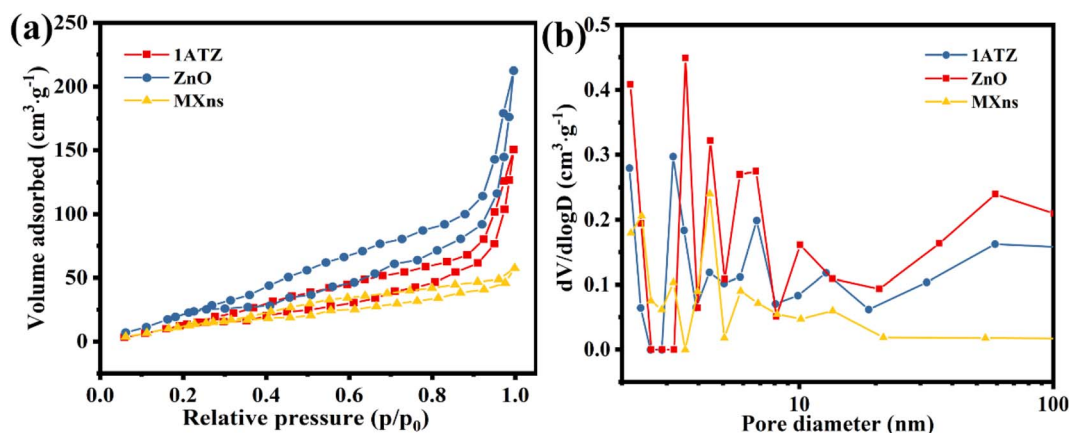 (a)
1ATZ
ZnO
MXns
Volume adsorbed (cm³·g⁻¹)
250
200
150
100
50
0
0.0 0.2 0.4 0.6 0.8 1.0
Relative pressure (p/p₀)
(b)
1ATZ
ZnO
MXns
dV/dlogD (cm³·g⁻¹)
0.5
0.4
0.3
0.2
0.1
0.0
10 100
Pore diameter (nm)